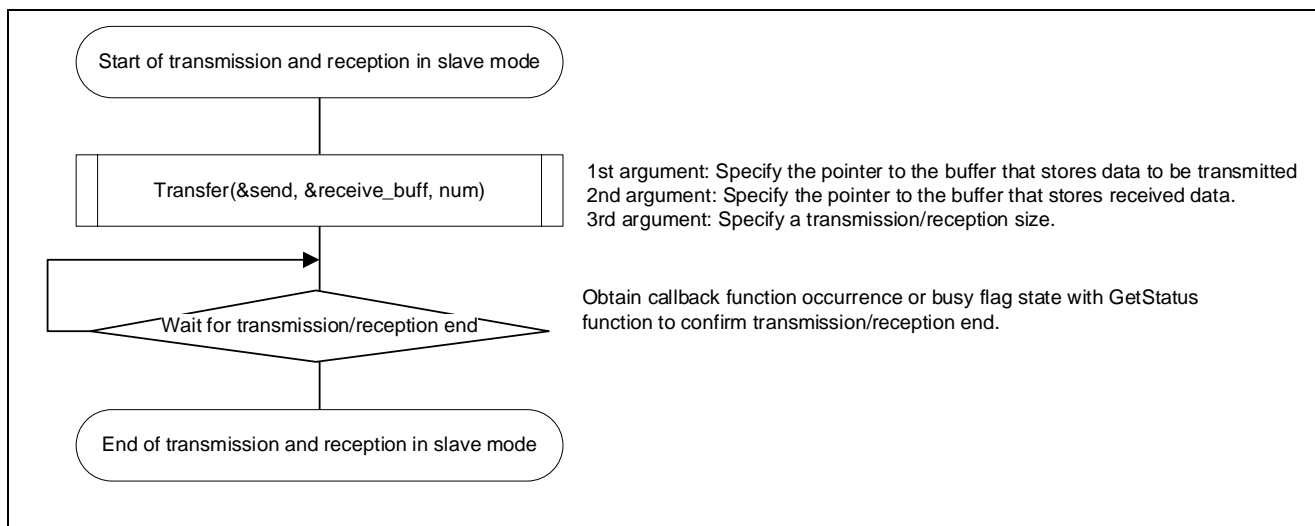 Start of transmission and reception in slave mode
Transfer(&send, &receive_buff, num)
1st argument: Specify the pointer to the buffer that stores data to be transmitted
2nd argument: Specify the pointer to the buffer that stores received data.
3rd argument: Specify a transmission/reception size.
Wait for transmission/reception end
Obtain callback function occurrence or busy flag state with GetStatus
function to confirm transmission/reception end.
End of transmission and reception in slave mode